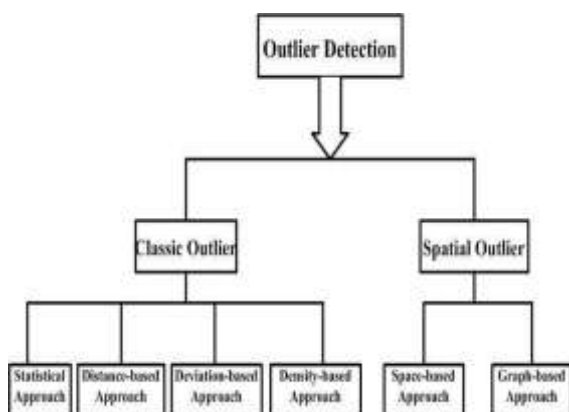 Outlier Detection
Classic Outlier
Spatial Outlier
Statistical
Approach
Distance-based
Approach
Deviation-based
Approach
Density-based
Approach
Space-based
Approach
Graph-based
Approach